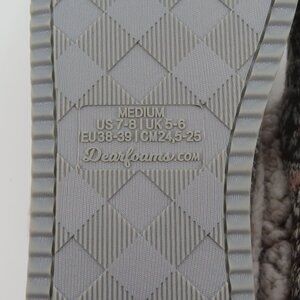 MEDIUM
US 7-8 | UK 5-6
EU 38-39 | CM 24,5-25
Dearfoams.COM